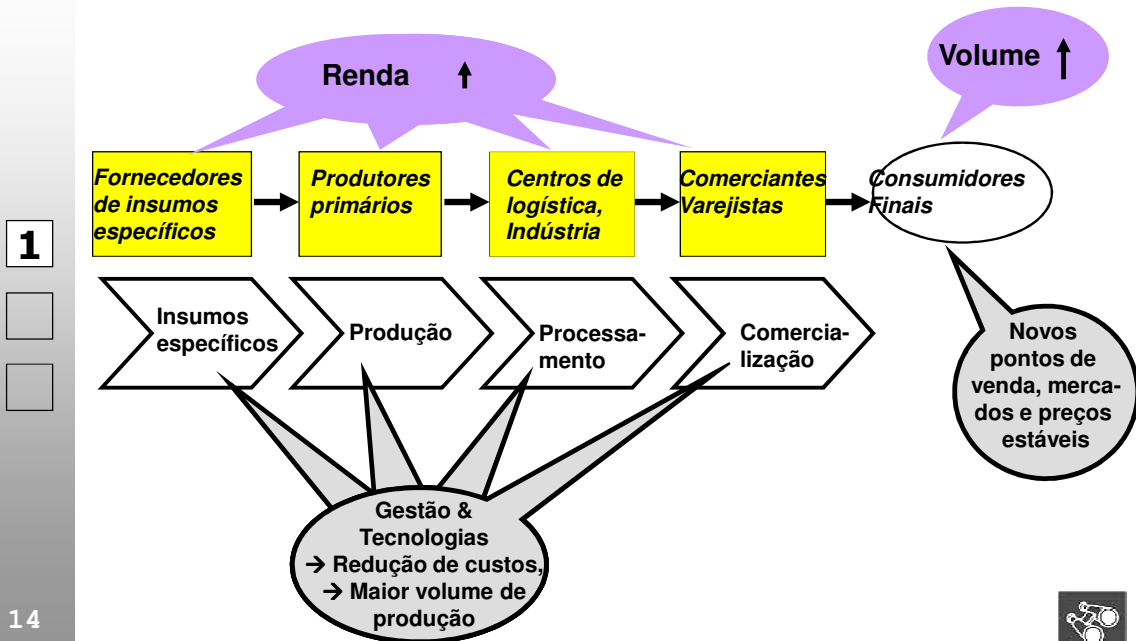 Renda
Volume
Fornecedores
de insumos
específicos
Produtores
primários
Centros de
logística,
Indústria
Comerciantes
Varejistas
Consumidores
Finais
1
Insumos
específicos
Produção
Processa-
mento
Comercia-
lização
Novos
pontos de
venda, merca-
dos e preços
estáveis
Gestão &
Tecnologias
→ Redução de custos,
→ Maior volume de
produção
14